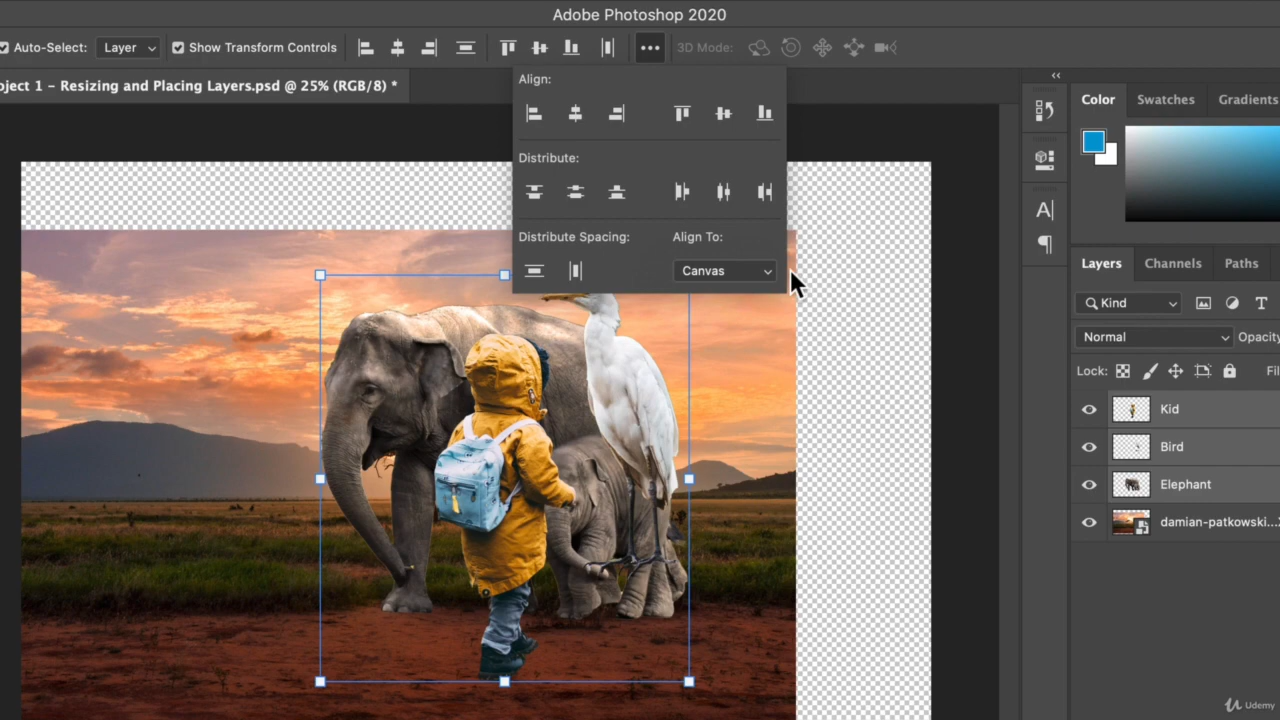 Adobe Photoshop 2020
Auto-Select: Layer Show Transform Controls 3D Mode:
oject 1 – Resizing and Placing Layers.psd @ 25% (RGB/8) *
Align:
Distribute:
Distribute Spacing: Align To:
Canvas
Color Swatches Gradients
A|
Layers Channels Paths
Kind T
Normal Opacity
Lock: Fil
Kid
Bird
Elephant
damian-patkowski...
Udemy